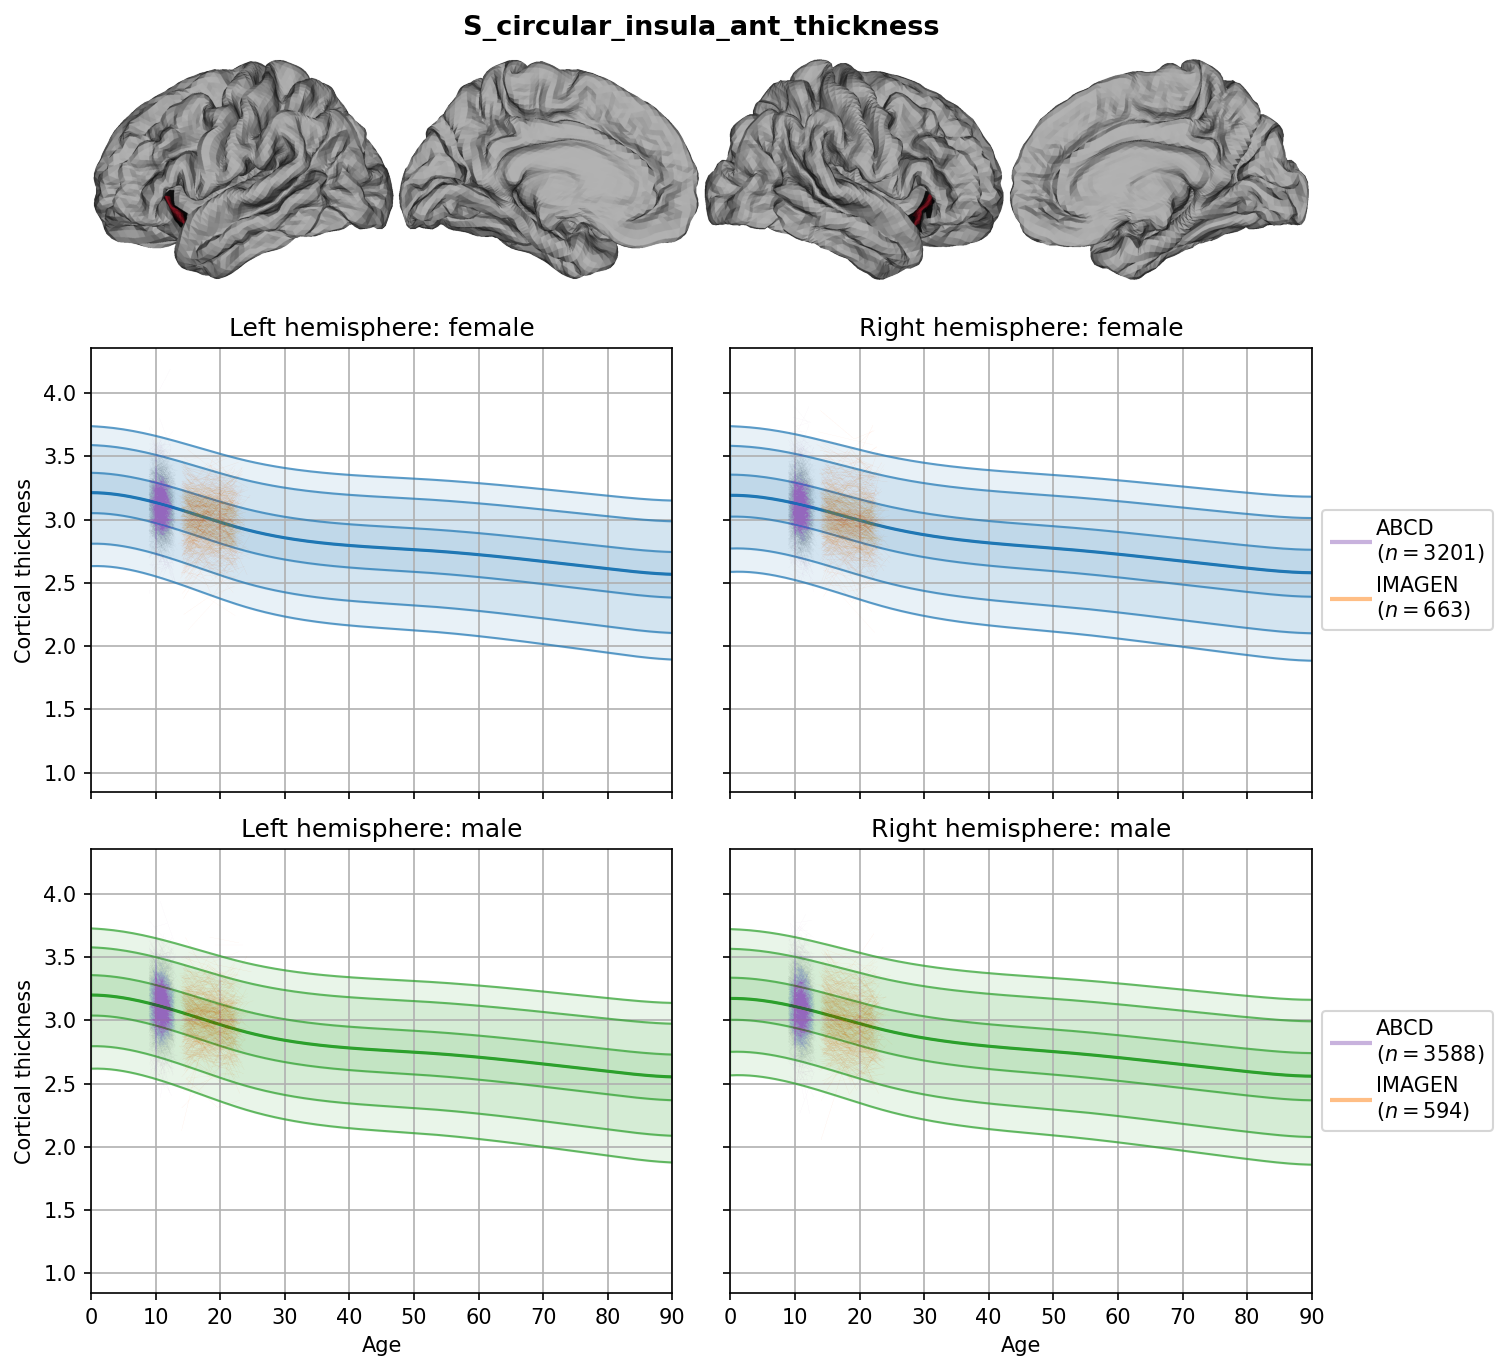 S_circular_insula_ant_thickness
Left hemisphere: female
Right hemisphere: female
Cortical thickness
4.0
3.5
3.0
2.5
2.0
1.5
1.0
ABCD
(n = 3201)
IMAGEN
(n = 663)
Left hemisphere: male
Right hemisphere: male
Cortical thickness
4.0
3.5
3.0
2.5
2.0
1.5
1.0
ABCD
(n = 3588)
IMAGEN
(n = 594)
0 10 20 30 40 50 60 70 80 90
0 10 20 30 40 50 60 70 80 90
Age
Age